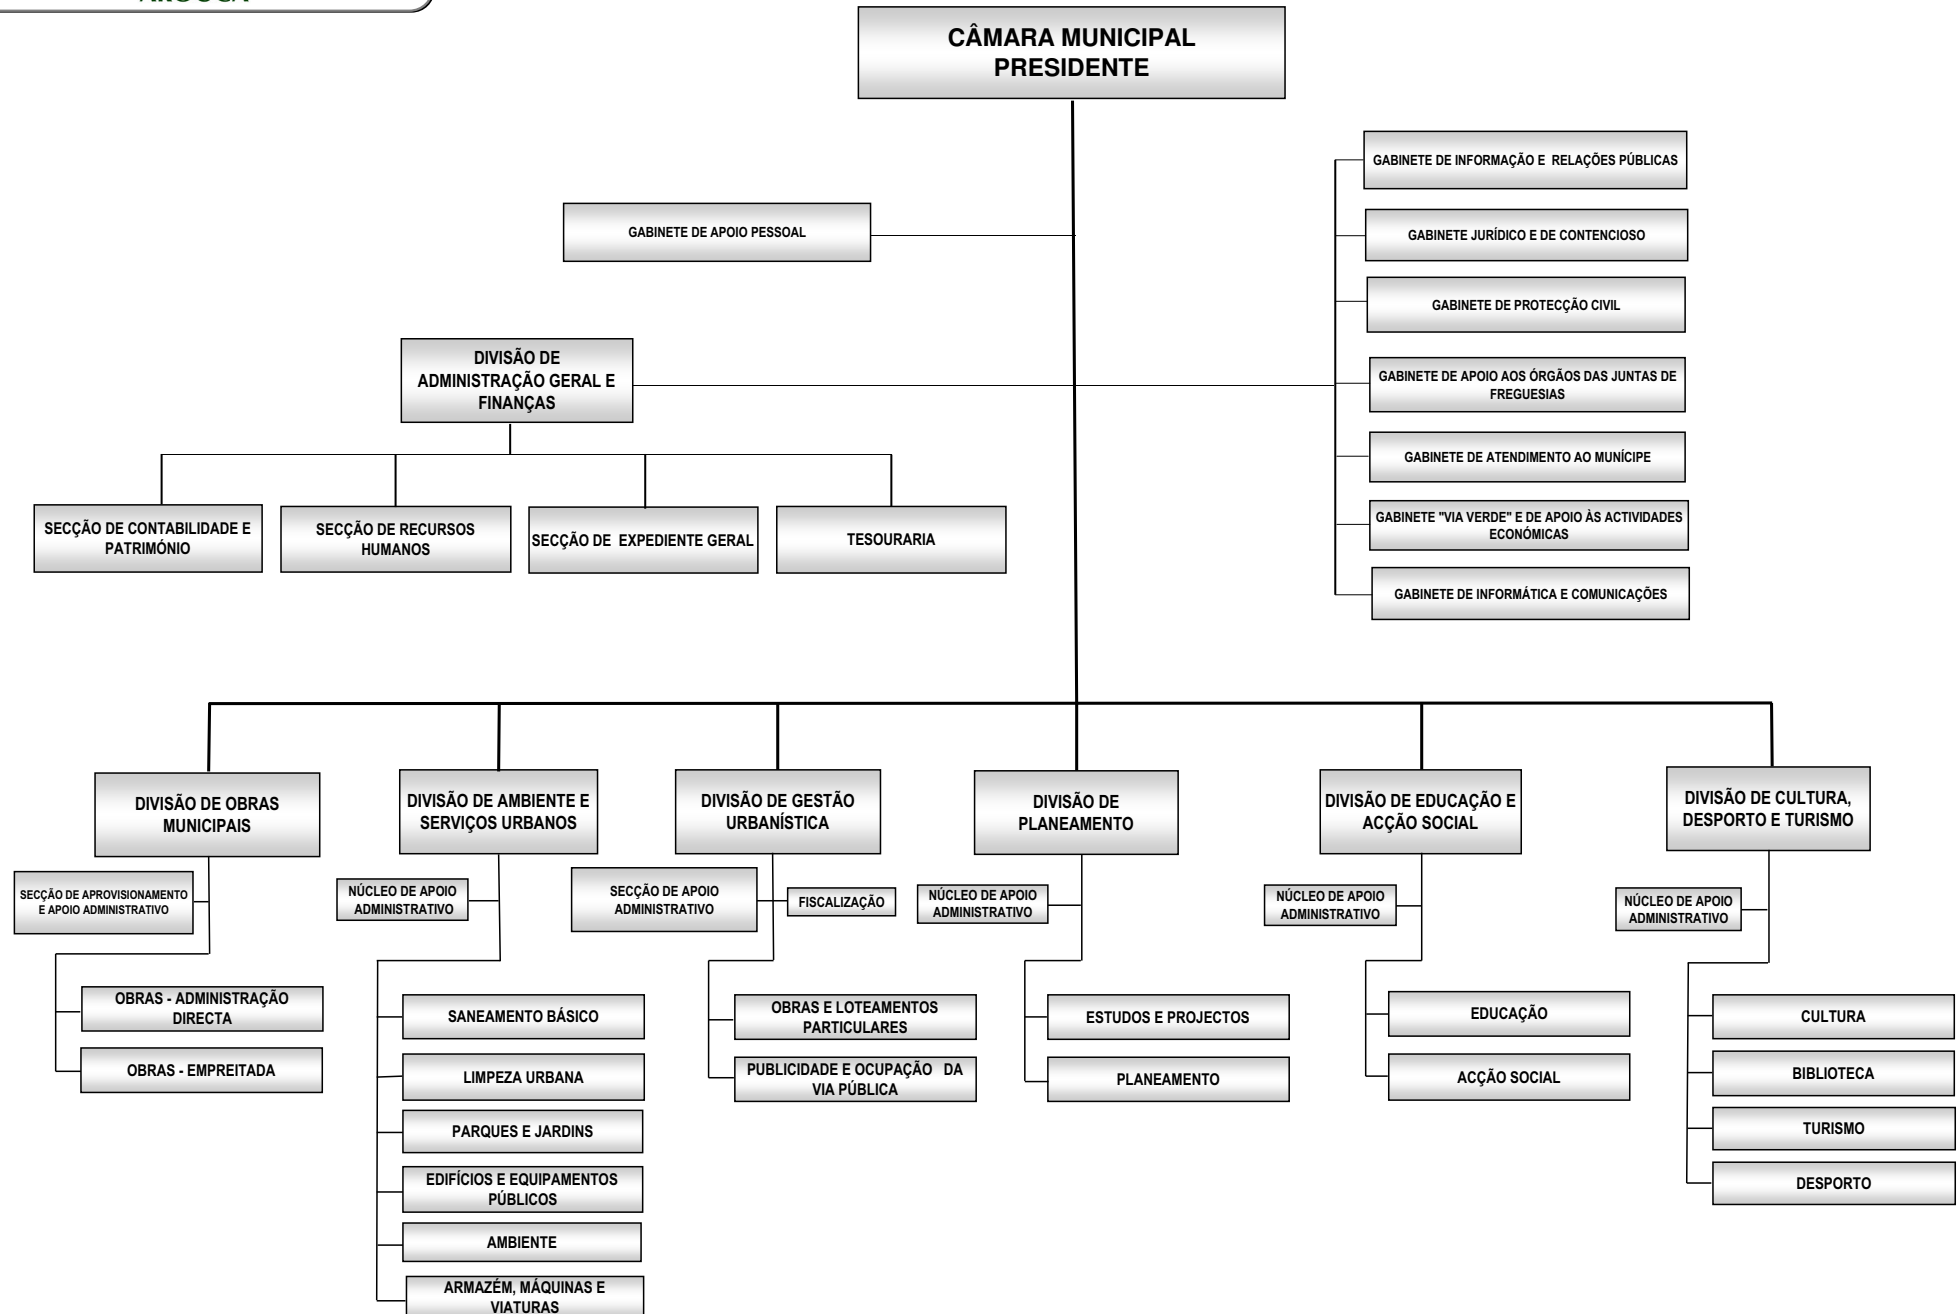 CÂMARA MUNICIPAL
PRESIDENTE
GABINETE DE INFORMAÇÃO E RELAÇÕES PÚBLICAS
GABINETE DE APOIO PESSOAL
GABINETE JURÍDICO E DE CONTENCIOSO
GABINETE DE PROTECÇÃO CIVIL
DIVISÃO DE
ADMINISTRAÇÃO GERAL E
FINANÇAS
GABINETE DE APOIO AOS ÓRGÃOS DAS JUNTAS DE
FREGUESIAS
GABINETE DE ATENDIMENTO AO MUNÍCIPE
GABINETE "VIA VERDE" E DE APOIO ÀS ACTIVIDADES
ECONÓMICAS
GABINETE DE INFORMÁTICA E COMUNICAÇÕES
SECÇÃO DE CONTABILIDADE E
PATRIMÓNIO
SECÇÃO DE RECURSOS
HUMANOS
SECÇÃO DE EXPEDIENTE GERAL
TESOURARIA
DIVISÃO DE OBRAS
MUNICIPAIS
SECÇÃO DE APROVISIONAMENTO
E APOIO ADMINISTRATIVO
OBRAS - ADMINISTRAÇÃO
DIRECTA
OBRAS - EMPREITADA
DIVISÃO DE AMBIENTE E
SERVIÇOS URBANOS
NÚCLEO DE APOIO
ADMINISTRATIVO
SANEAMENTO BÁSICO
LIMPEZA URBANA
PARQUES E JARDINS
EDIFÍCIOS E EQUIPAMENTOS
PÚBLICOS
AMBIENTE
ARMAZÉM, MÁQUINAS E
VIATURAS
DIVISÃO DE GESTÃO
URBANÍSTICA
SECÇÃO DE APOIO
ADMINISTRATIVO
FISCALIZAÇÃO
OBRAS E LOTEAMENTOS
PARTICULARES
PUBLICIDADE E OCUPAÇÃO DA
VIA PÚBLICA
DIVISÃO DE
PLANEAMENTO
NÚCLEO DE APOIO
ADMINISTRATIVO
ESTUDOS E PROJECTOS
PLANEAMENTO
DIVISÃO DE EDUCAÇÃO E
ACÇÃO SOCIAL
NÚCLEO DE APOIO
ADMINISTRATIVO
EDUCAÇÃO
ACÇÃO SOCIAL
DIVISÃO DE CULTURA,
DESPORTO E TURISMO
NÚCLEO DE APOIO
ADMINISTRATIVO
CULTURA
BIBLIOTECA
TURISMO
DESPORTO